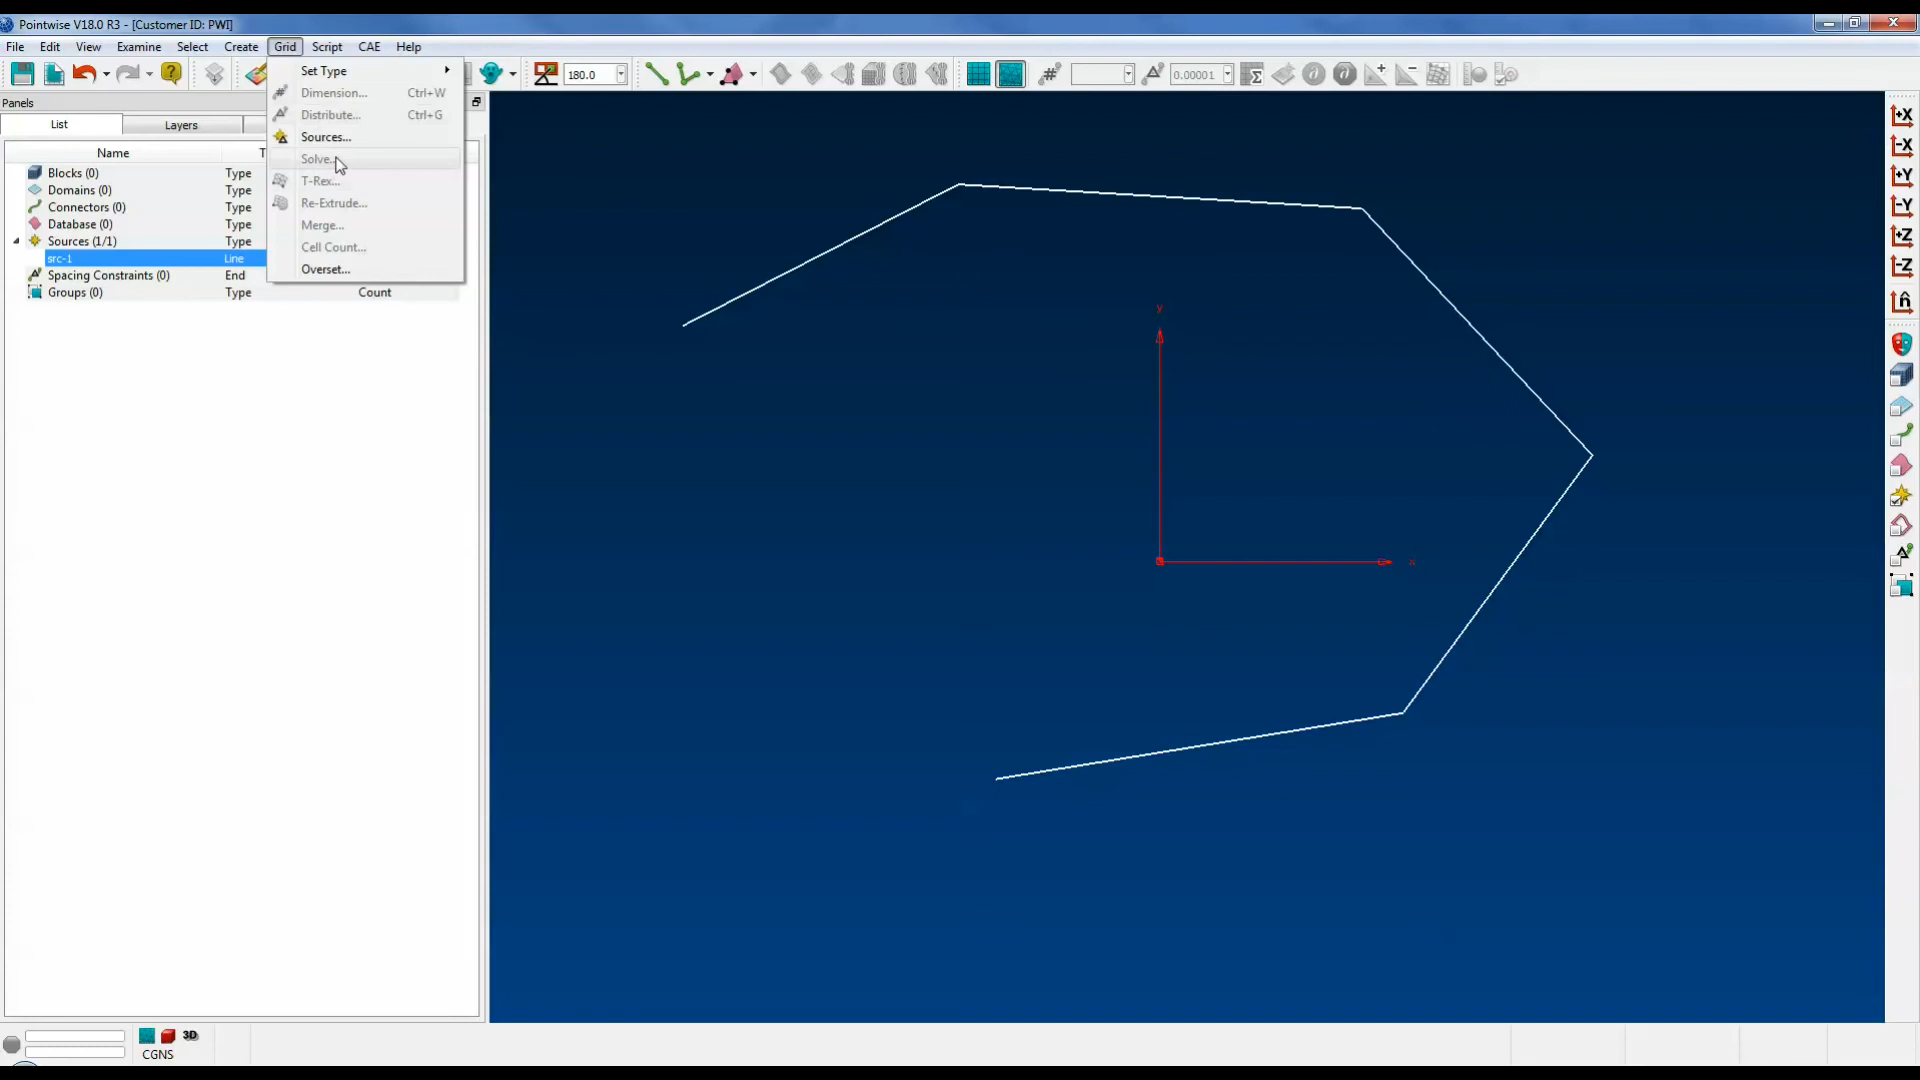 Pointwise V18.0 R3 - [Customer ID: PWI]
File Edit View Examine Select Create Grid Script CAE Help
180.0 0.00001
Panels
List Layers
Name T
Blocks (0) Type
Domains (0) Type
Connectors (0) Type
Database (0) Type
Sources (1/1) Type
src-1 Line
Spacing Constraints (0) End
Groups (0) Type Count
Set Type
Dimension... Ctrl+W
Distribute... Ctrl+G
Sources...
Solve...
T-Rex...
Re-Extrude...
Merge...
Cell Count...
Overset...
y
x
+X
-X
+Y
-Y
+Z
-Z
n̂
3D
CGNS